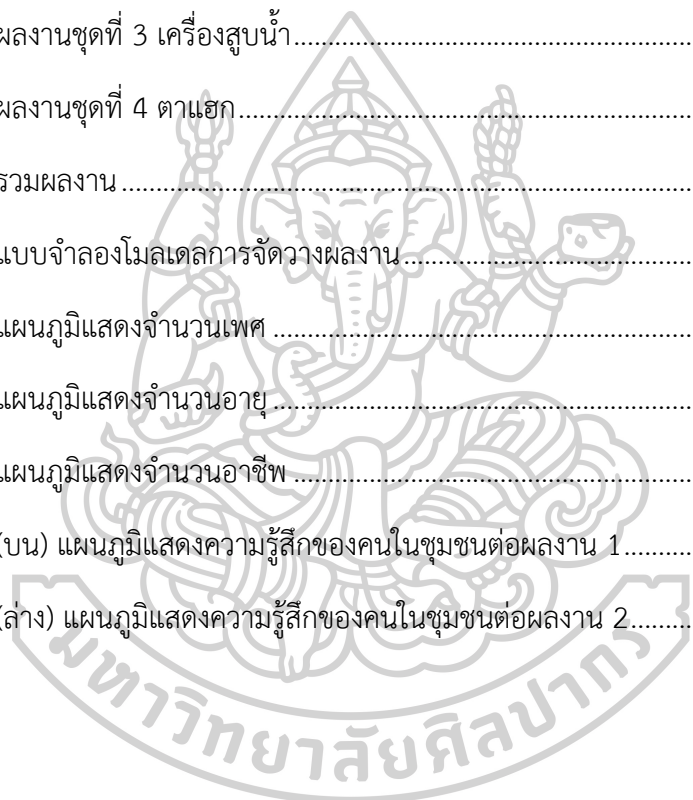 ผลงานชุดที่ 3 เครื่องสูบน้ำ
ผลงานชุดที่ 4 ตาแฮก
รวมผลงาน
แบบจำลองโมลเดลการจัดวางผลงาน
แผนภูมิแสดงจำนวนเพศ
แผนภูมิแสดงจำนวนอายุ
แผนภูมิแสดงจำนวนอาชีพ
(บน) แผนภูมิแสดงความรู้สึกของคนในชุมชนต่อผลงาน 1
(ล่าง) แผนภูมิแสดงความรู้สึกของคนในชุมชนต่อผลงาน 2
มหาวิทยาลัยศิลปากร